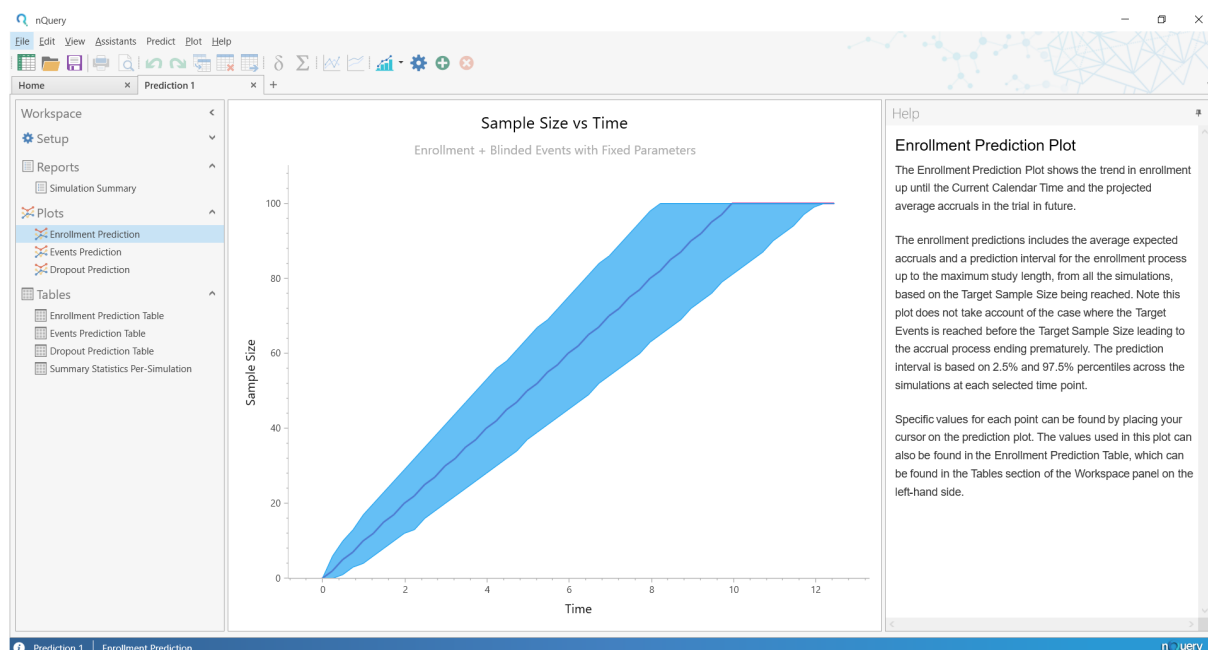 nQuery
File Edit View Assistants Predict Plot Help
δ Σ
Home × Prediction 1 × +
Workspace
Setup
Reports
Simulation Summary
Plots
Enrollment Prediction
Events Prediction
Dropout Prediction
Tables
Enrollment Prediction Table
Events Prediction Table
Dropout Prediction Table
Summary Statistics Per-Simulation
Sample Size vs Time
Enrollment + Blinded Events with Fixed Parameters
Sample Size
100
80
60
40
20
0
0 2 4 6 8 10 12
Time
Help
Enrollment Prediction Plot
The Enrollment Prediction Plot shows the trend in enrollment
up until the Current Calendar Time and the projected
average accruals in the trial in future.
The enrollment predictions includes the average expected
accruals and a prediction interval for the enrollment process
up to the maximum study length, from all the simulations,
based on the Target Sample Size being reached. Note this
plot does not take account of the case where the Target
Events is reached before the Target Sample Size leading to
the accrual process ending prematurely. The prediction
interval is based on 2.5% and 97.5% percentiles across the
simulations at each selected time point.
Specific values for each point can be found by placing your
cursor on the prediction plot. The values used in this plot can
also be found in the Enrollment Prediction Table, which can
be found in the Tables section of the Workspace panel on the
left-hand side.
Prediction 1 | Enrollment Prediction
nQuery